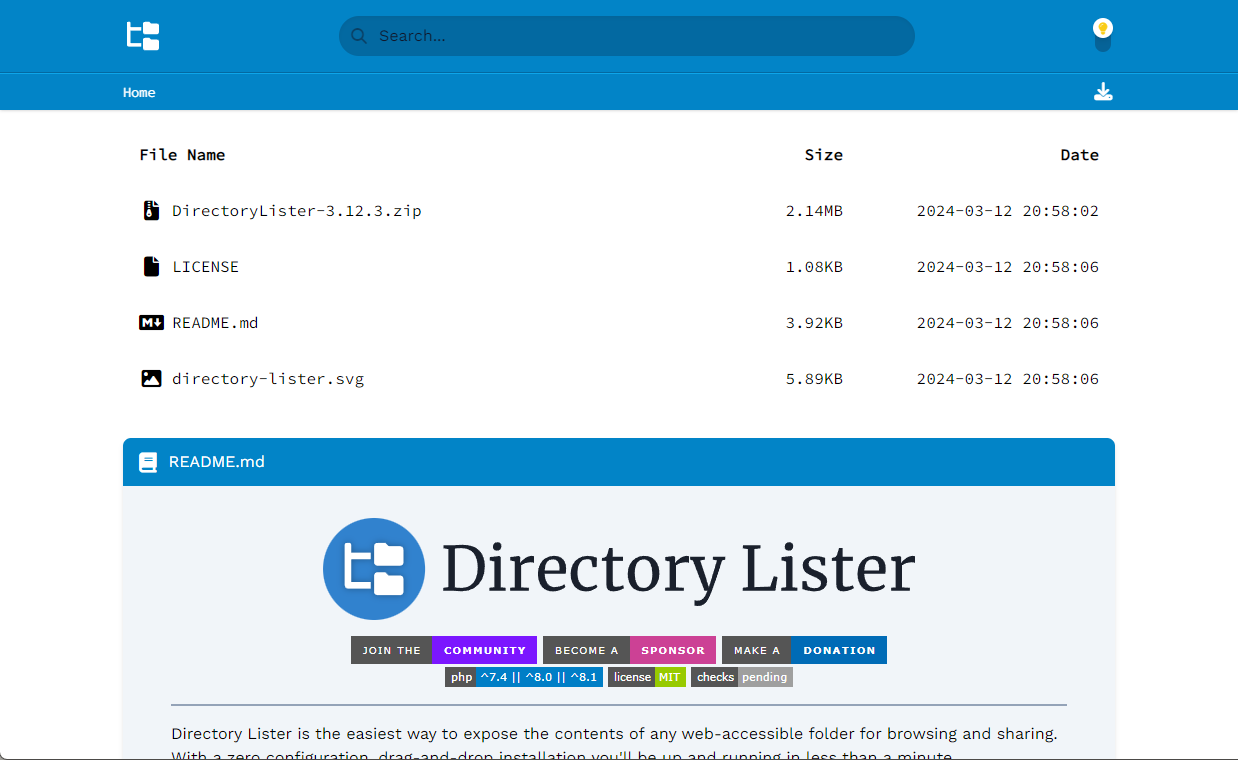 Search...
Home
File Name Size Date
DirectoryLister-3.12.3.zip 2.14MB 2024-03-12 20:58:02
LICENSE 1.08KB 2024-03-12 20:58:06
README.md 3.92KB 2024-03-12 20:58:06
directory-lister.svg 5.89KB 2024-03-12 20:58:06
README.md
Directory Lister
JOIN THE COMMUNITY BECOME A SPONSOR MAKE A DONATION
php ^7.4 || ^8.0 || ^8.1 license MIT checks pending
Directory Lister is the easiest way to expose the contents of any web-accessible folder for browsing and sharing.
With a zero configuration, drag-and-drop installation you'll be up and running in less than a minute.